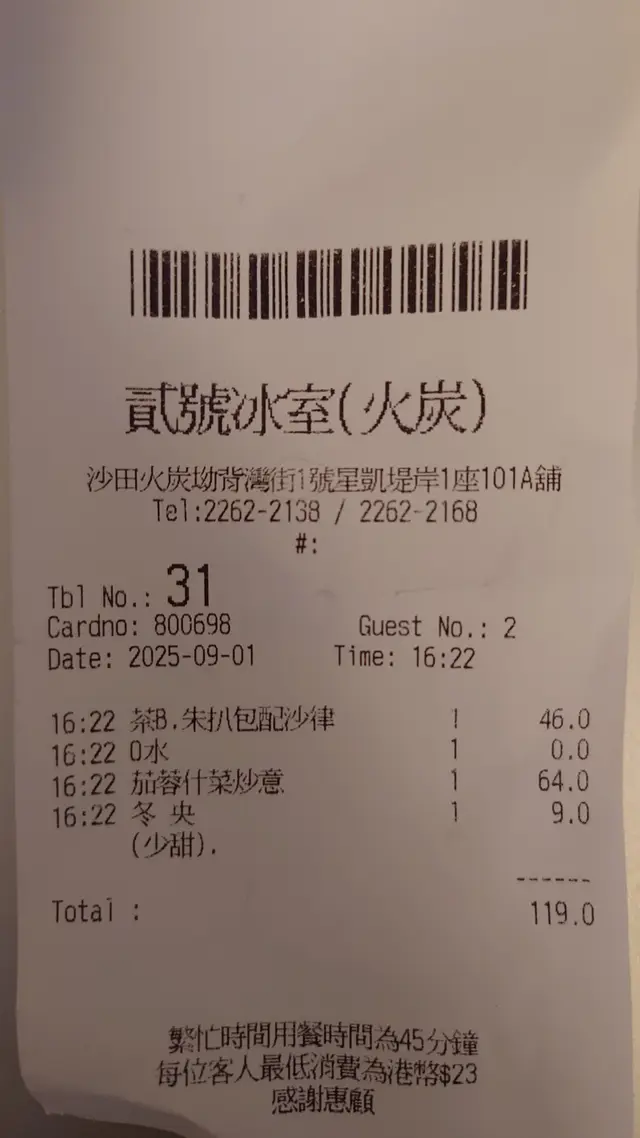 貳號冰室(火炭)
沙田火炭坳背灣街1號星凱堤岸1座101A舖
Tel:2262-2138 / 2262-2168
#:
Tbl No.: 31
Cardno: 800698 Guest No.: 2
Date: 2025-09-01 Time: 16:22
16:22 茶B.朱扒包配沙律 1 46.0
16:22 0水 1 0.0
16:22 茄蓉什菜炒意 1 64.0
16:22 冬 央 1 9.0
(少甜).
------
Total : 119.0
繁忙時間用餐時間為45分鐘
每位客人最低消費為港幣$23
感謝惠顧